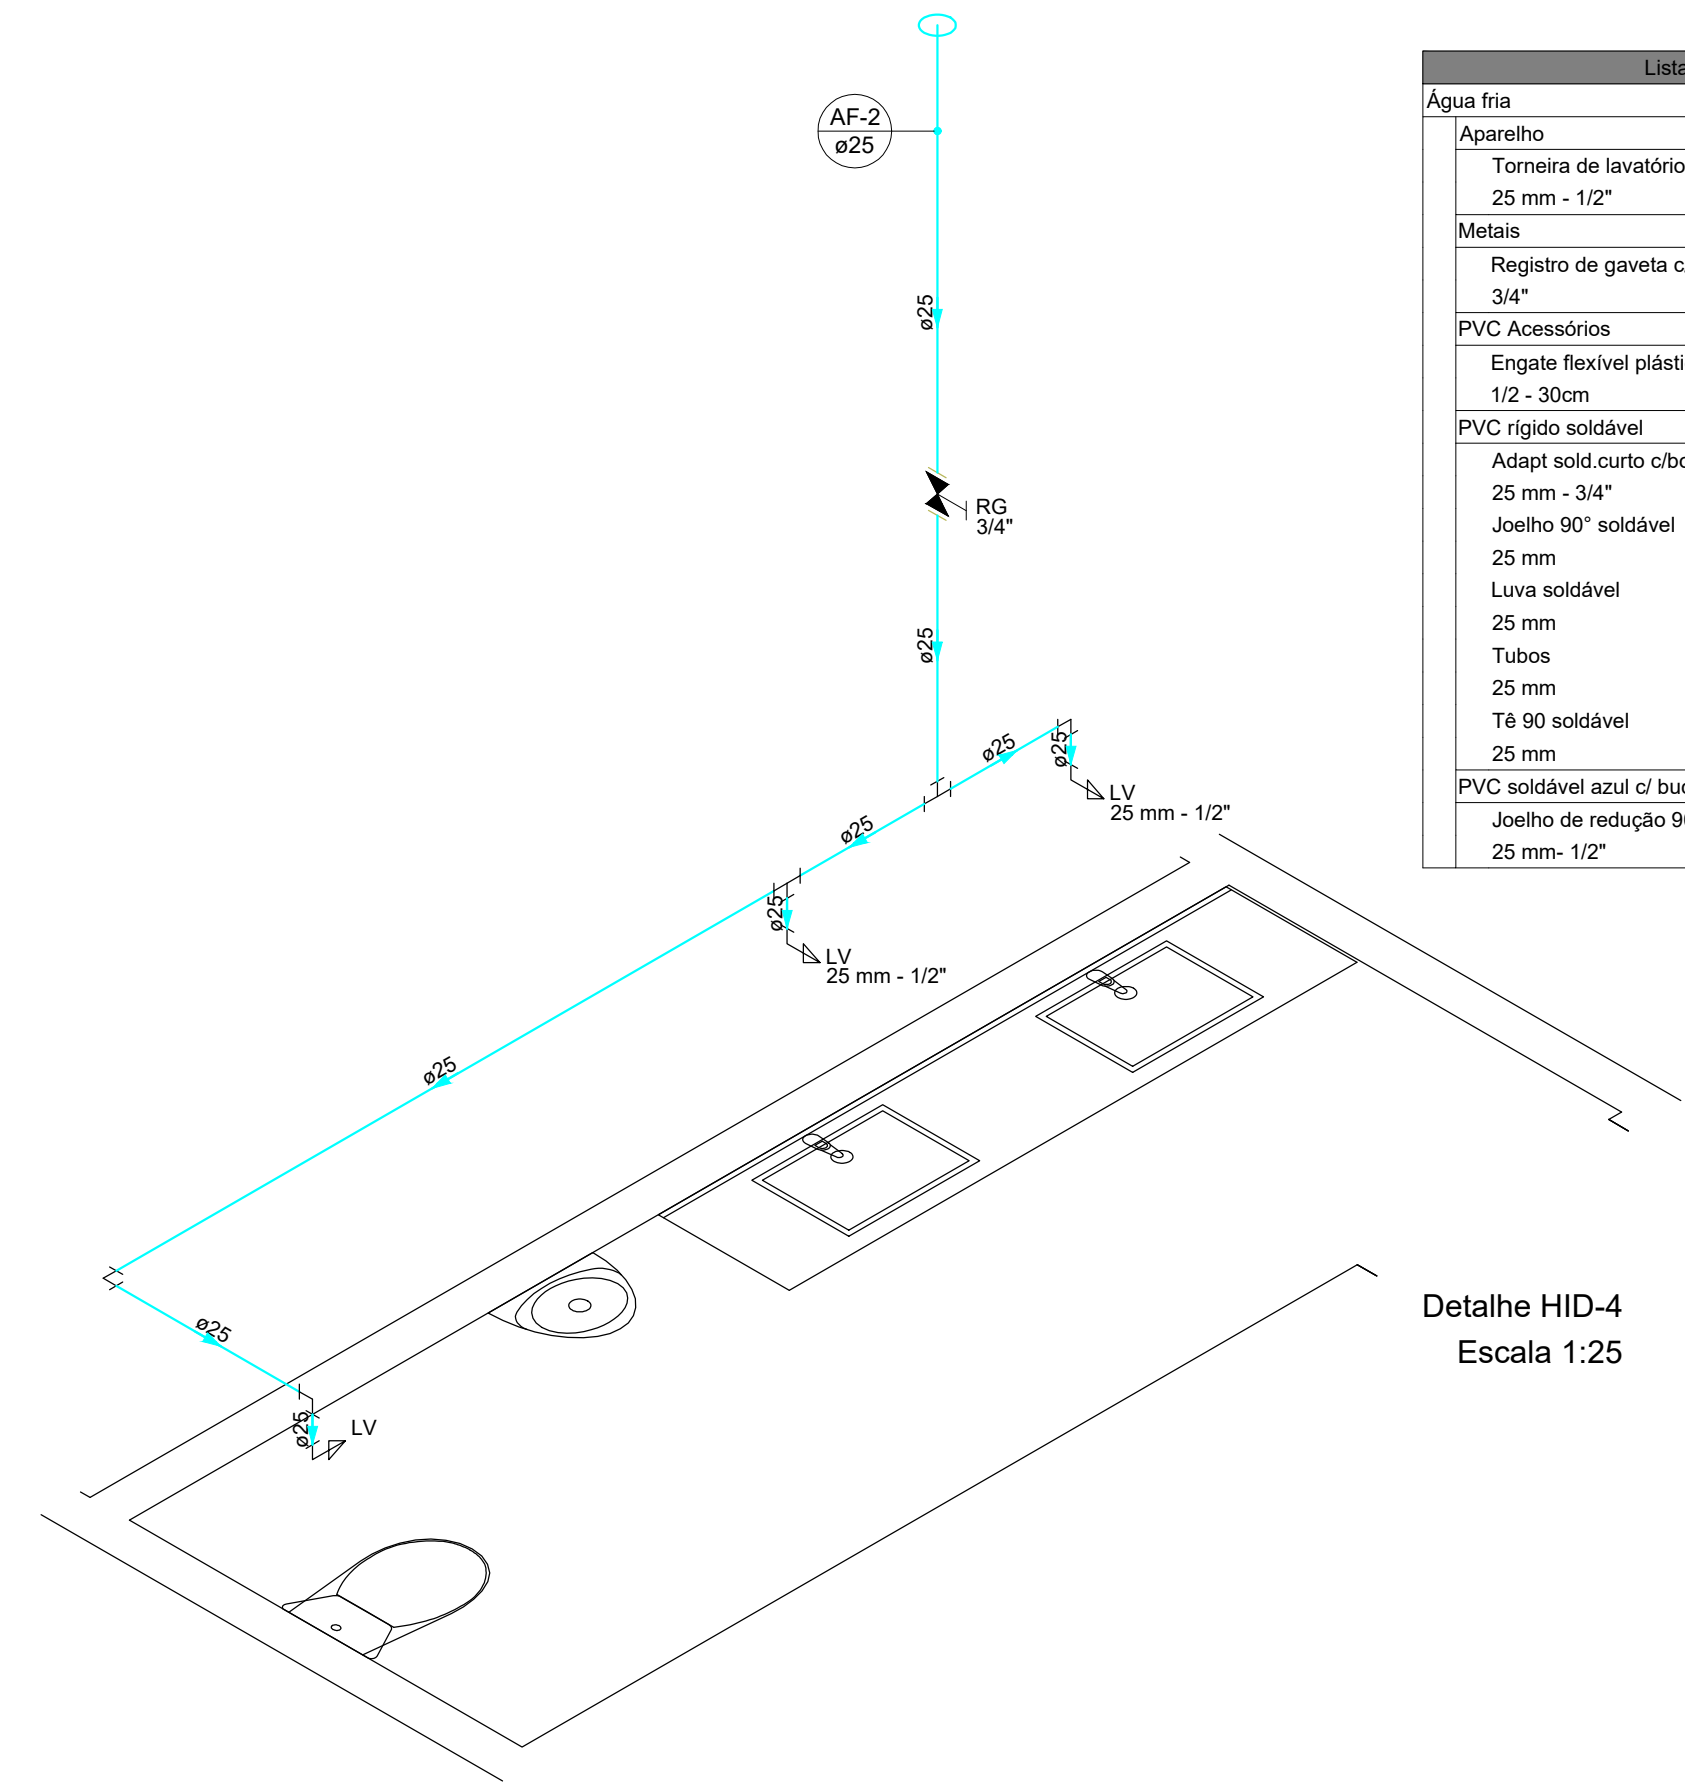 AF-2
ø25
ø25
RG
3/4"
ø25
ø25
ø25
LV
25 mm - 1/2"
ø25
ø25
LV
25 mm - 1/2"
ø25
ø25
ø25
LV
Lista
Água fria
Aparelho
Torneira de lavatório
25 mm - 1/2"
Metais
Registro de gaveta
3/4"
PVC Acessórios
Engate flexível
1/2 - 30cm
PVC rígido soldável
Adapt sold.curto
25 mm - 3/4"
Joelho 90° soldável
25 mm
Luva soldável
25 mm
Tubos
25 mm
Tê 90 soldável
25 mm
PVC soldável azul c/
Joelho de redução
25 mm- 1/2"
Detalhe HID-4
Escala 1:25